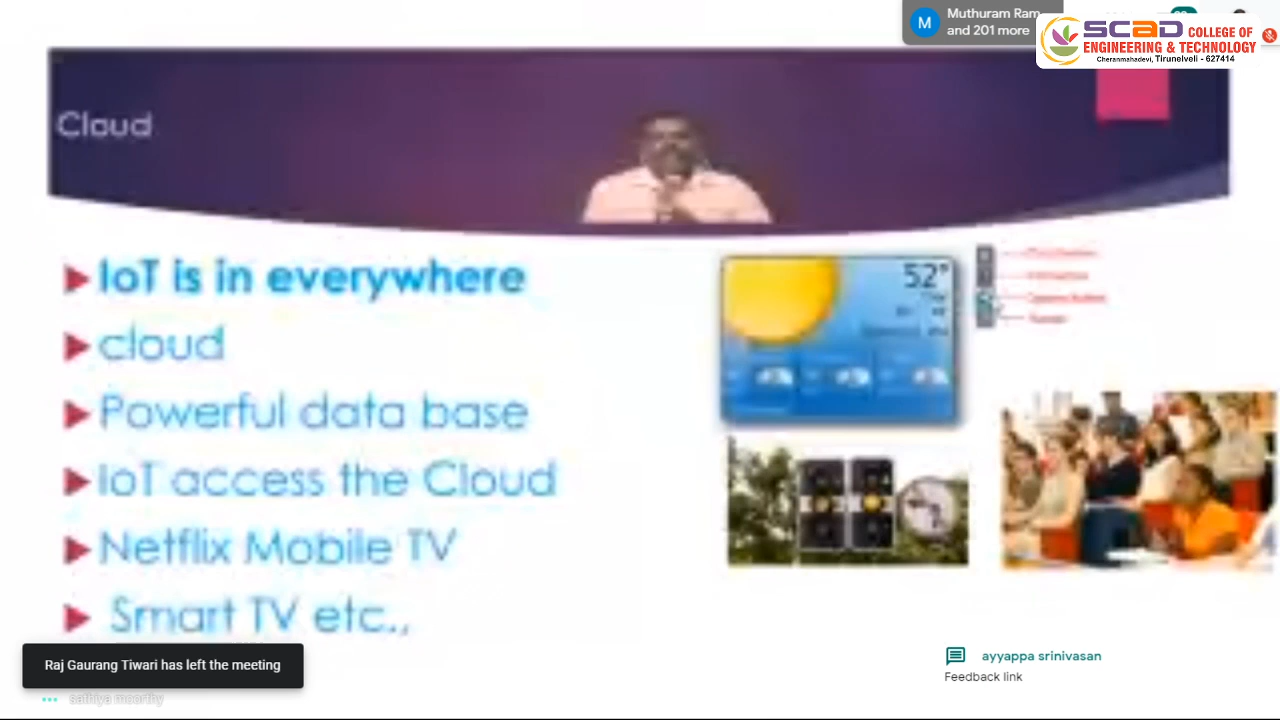 M
Muthuram Ram
and 201 more
SCAD COLLEGE OF
ENGINEERING & TECHNOLOGY
Cheranmahadevi, Tirunelveli - 627414
Cloud
IoT is in everywhere
cloud
Powerful data base
IoT access the Cloud
Netflix Mobile TV
Smart TV etc.,
52°
Raj Gaurang Tiwari has left the meeting
sathiya moorthy
ayyappa srinivasan
Feedback link